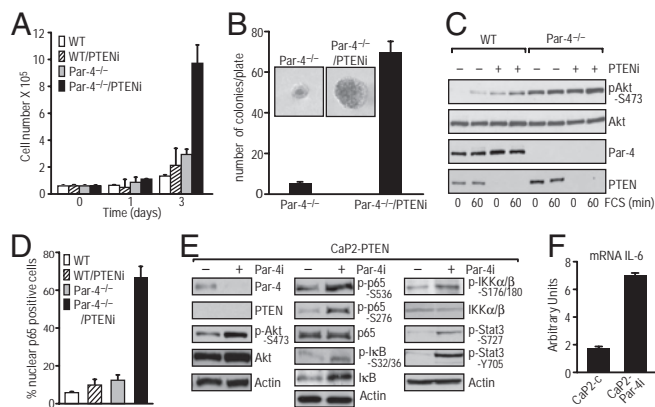 A
WT
WT/PTENi
Par-4–/–
Par-4–/–/PTENi
Cell number X 10⁵
12
10
8
6
4
2
0
0 1 3
Time (days)
B
number of colonies/plate
80
60
40
20
0
Par-4–/–
Par-4–/–
/PTENi
Par-4–/– Par-4–/–/PTENi
C
WT Par-4–/–
– – + + – – + + PTENi
pAkt
-S473
Akt
Par-4
PTEN
0 60 0 60 0 60 0 60 FCS (min)
D
WT
WT/PTENi
Par-4–/–
Par-4–/–
/PTENi
% nuclear p65 positive cells
80
60
40
20
0
E
CaP2-PTEN
– + Par-4i
Par-4
PTEN
p-Akt
-S473
Akt
Actin
– + Par-4i
p-p65
-S536
p-p65
-S276
p65
p-IκB
-S32/36
IκB
Actin
– + Par-4i
p-IKKα/β
-S176/180
IKKα/β
p-Stat3
-S727
p-Stat3
-Y705
Actin
F
mRNA IL-6
Arbitrary Units
8
6
4
2
0
CaP2-c
CaP2-
Par-4i